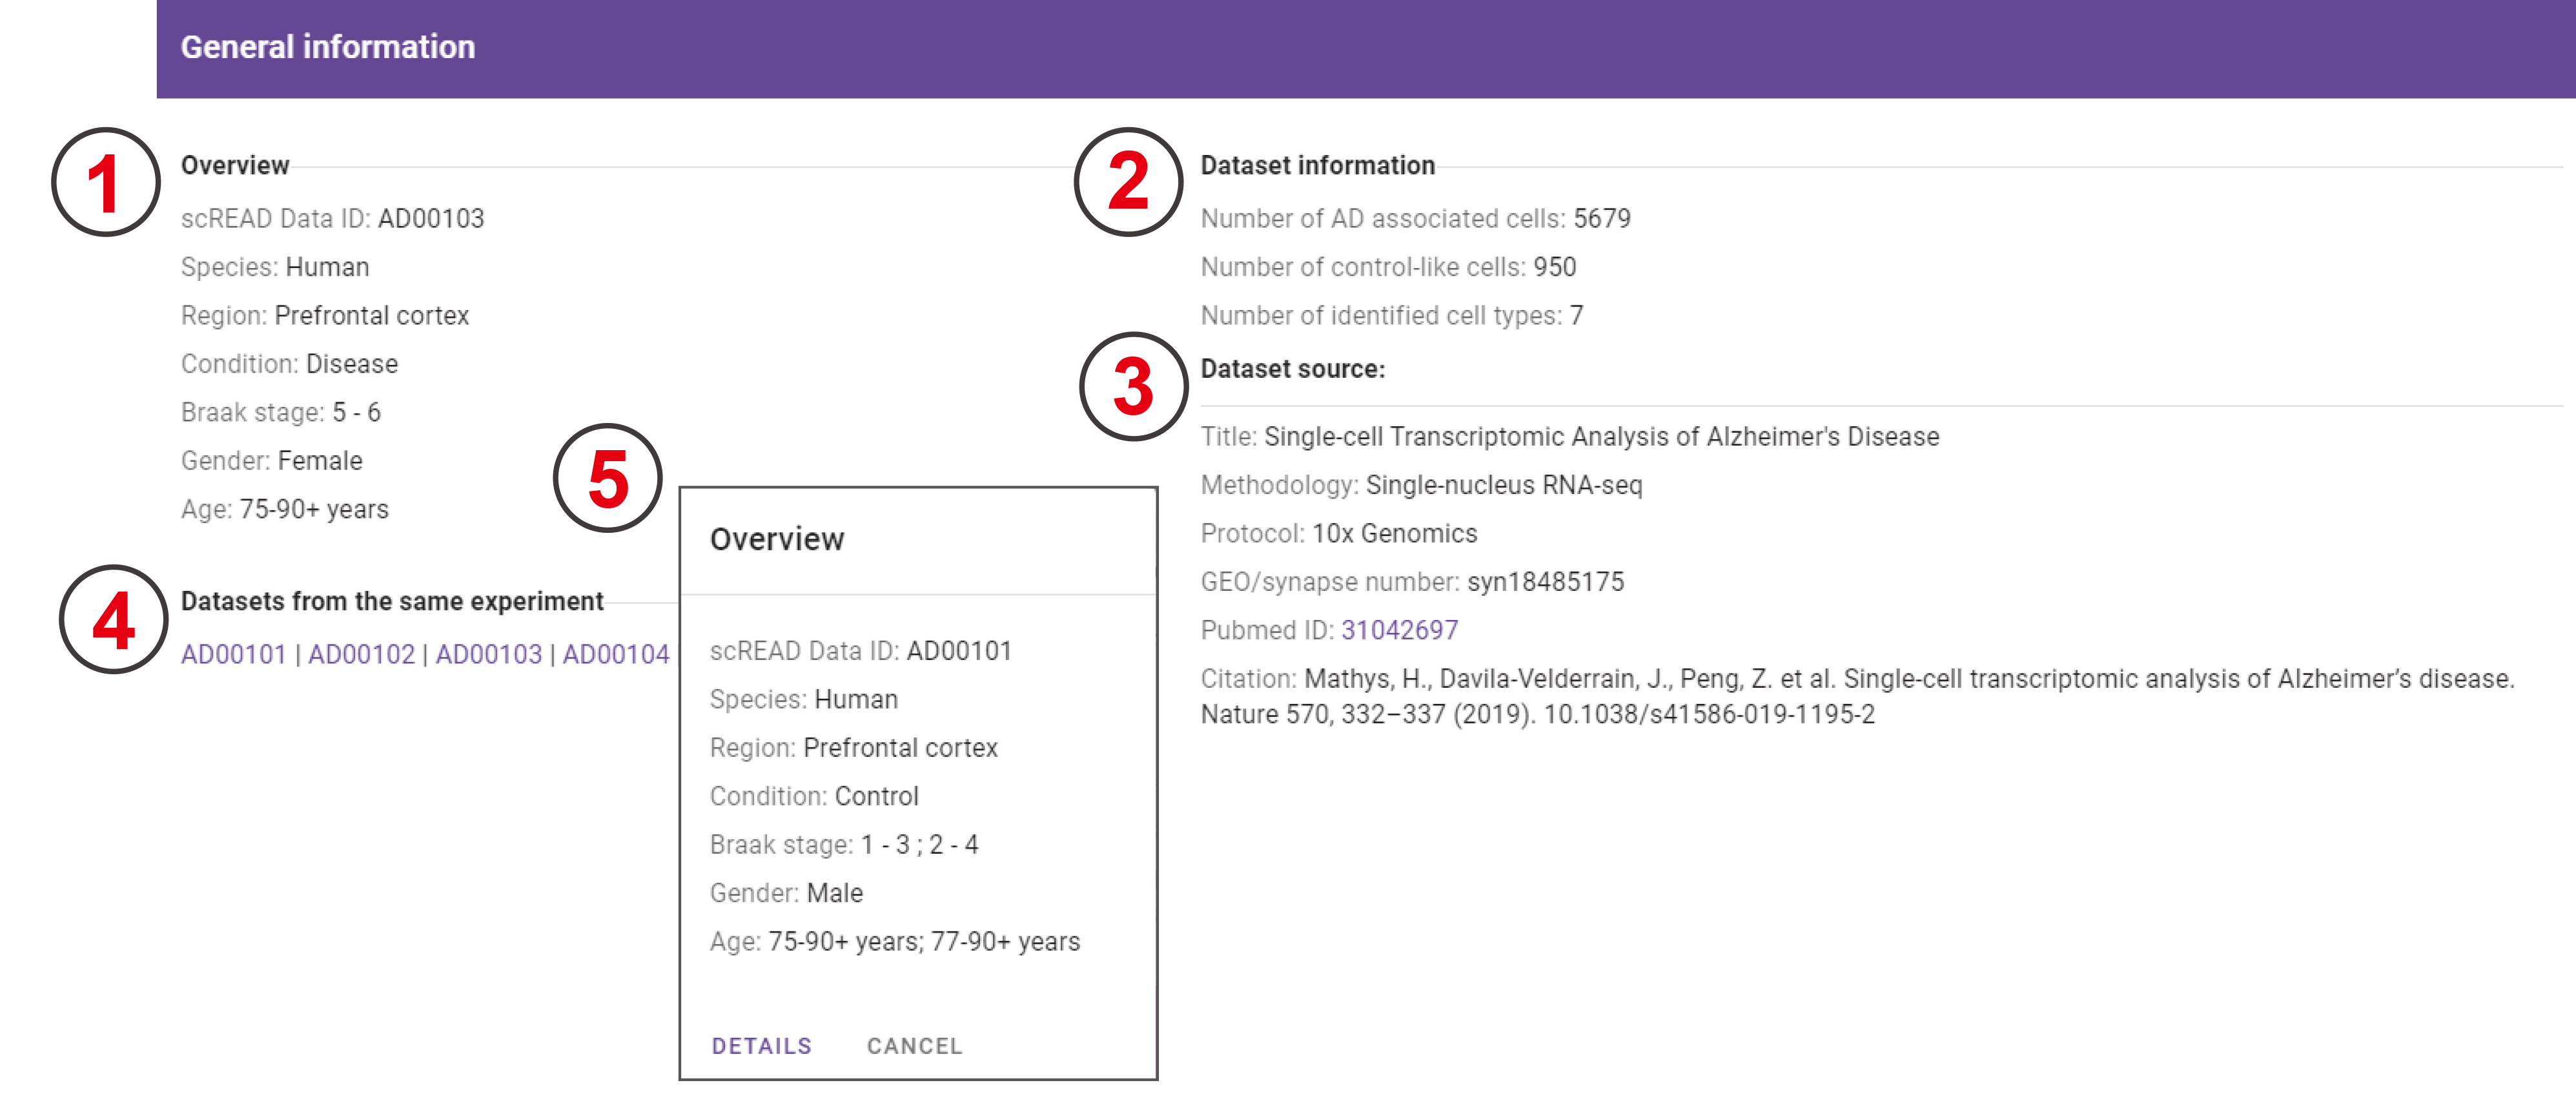 General information
1
Overview
scREAD Data ID: AD00103
Species: Human
Region: Prefrontal cortex
Condition: Disease
Braak stage: 5 - 6
Gender: Female
Age: 75-90+ years
4
Datasets from the same experiment
AD00101 | AD00102 | AD00103 | AD00104
5
Overview
scREAD Data ID: AD00101
Species: Human
Region: Prefrontal cortex
Condition: Control
Braak stage: 1 - 3 ; 2 - 4
Gender: Male
Age: 75-90+ years; 77-90+ years
DETAILS CANCEL
2
Dataset information
Number of AD associated cells: 5679
Number of control-like cells: 950
Number of identified cell types: 7
3
Dataset source:
Title: Single-cell Transcriptomic Analysis of Alzheimer's Disease
Methodology: Single-nucleus RNA-seq
Protocol: 10x Genomics
GEO/synapse number: syn18485175
Pubmed ID: 31042697
Citation: Mathys, H., Davila-Velderrain, J., Peng, Z. et al. Single-cell transcriptomic analysis of Alzheimer’s disease.
Nature 570, 332–337 (2019). 10.1038/s41586-019-1195-2